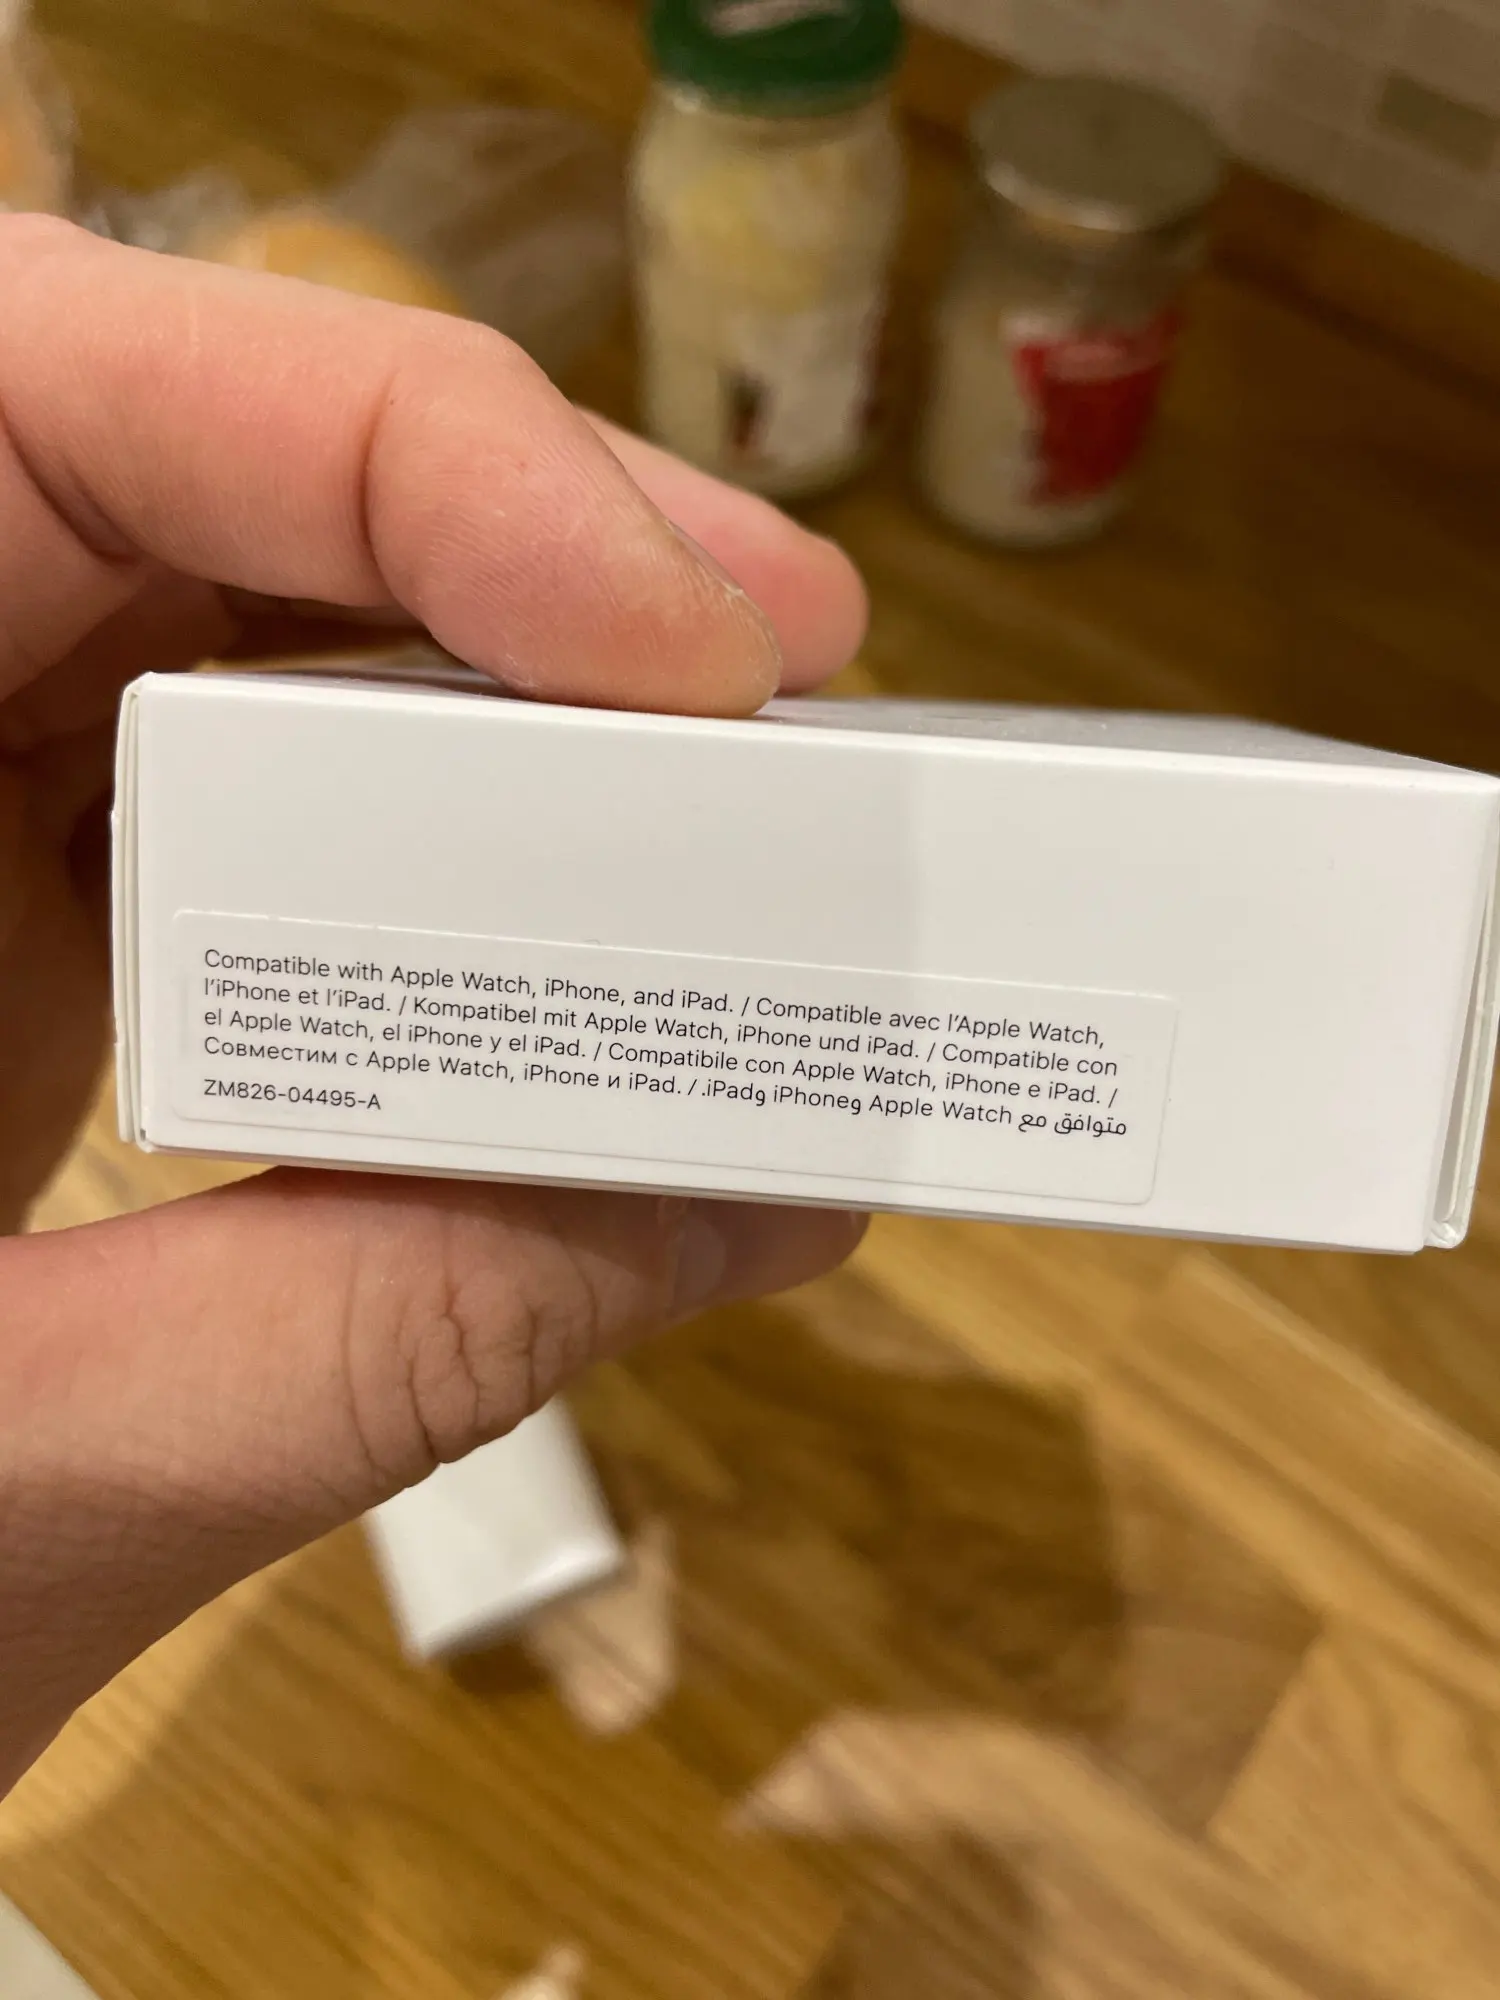 Compatible with Apple Watch, iPhone, and iPad. / Compatible avec l’Apple Watch,
l’iPhone et l’iPad. / Kompatibel mit Apple Watch, iPhone und iPad. / Compatible con
el Apple Watch, el iPhone y el iPad. / Compatibile con Apple Watch, iPhone e iPad. /
Совместим с Apple Watch, iPhone и iPad. / متوافق مع Apple Watch وiPhone وiPad.
ZM826-04495-A